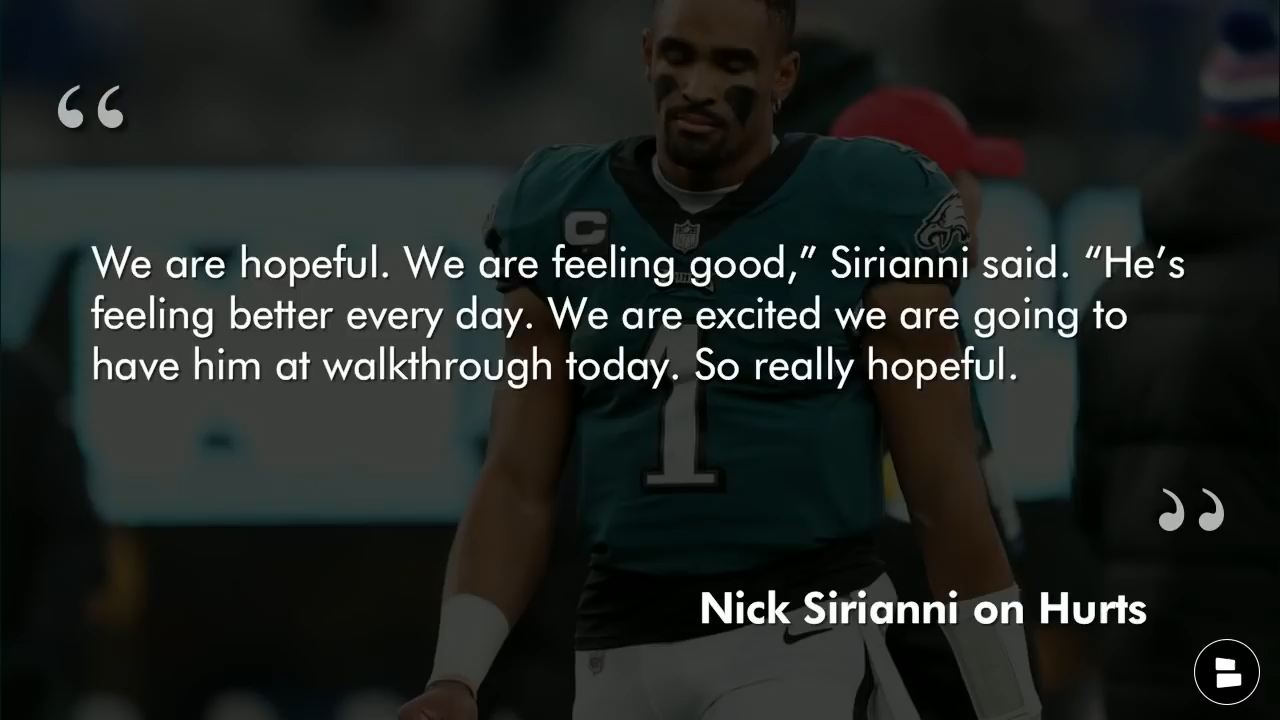 “
We are hopeful. We are feeling good,” Sirianni said. “He’s
feeling better every day. We are excited we are going to
have him at walkthrough today. So really hopeful.
”
Nick Sirianni on Hurts
C
1